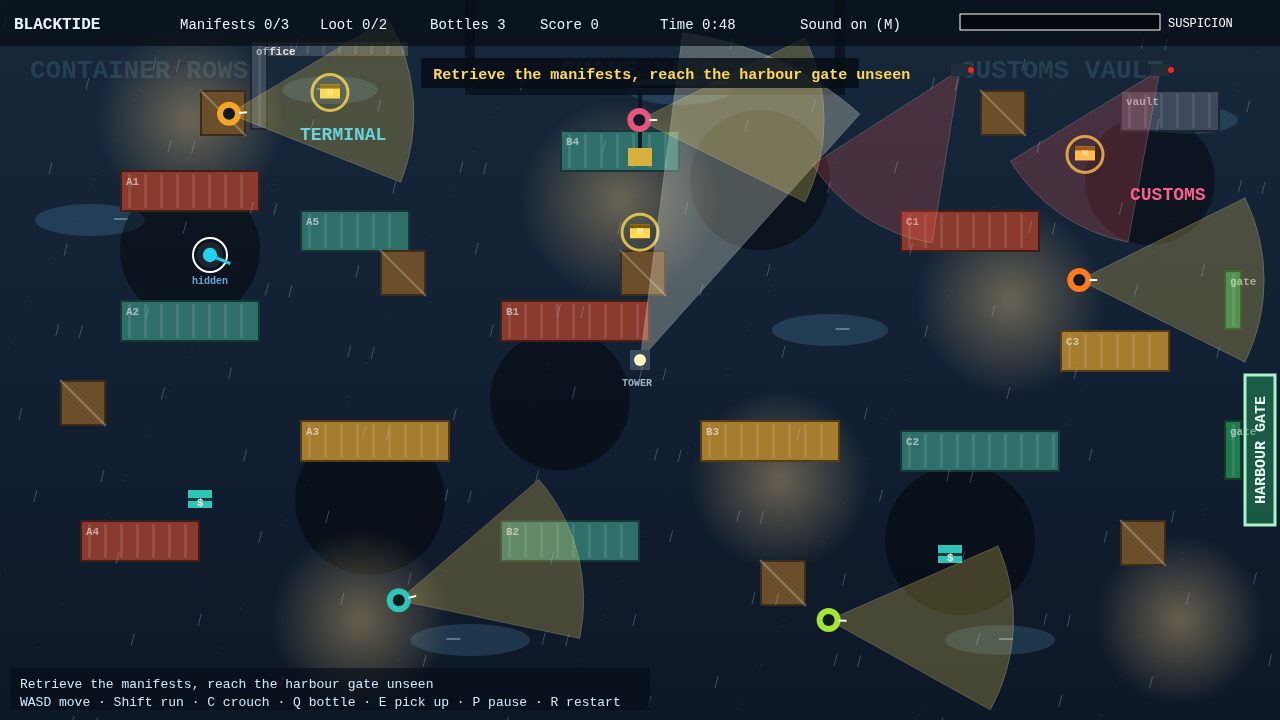 BLACKTIDE Manifests 0/3 Loot 0/2 Bottles 3 Score 0 Time 0:48 Sound on (M) SUSPICION
office
CONTAINER ROWS
Retrieve the manifests, reach the harbour gate unseen
CUSTOMS VAULT
M
vault
TERMINAL
B4
M
A1
CUSTOMS
A5
C1
M
hidden
gate
A2
B1
C3
TOWER
A3
B3
gate
C2
HARBOUR GATE
$
A4
B2
$
Retrieve the manifests, reach the harbour gate unseen
WASD move · Shift run · C crouch · Q bottle · E pick up · P pause · R restart